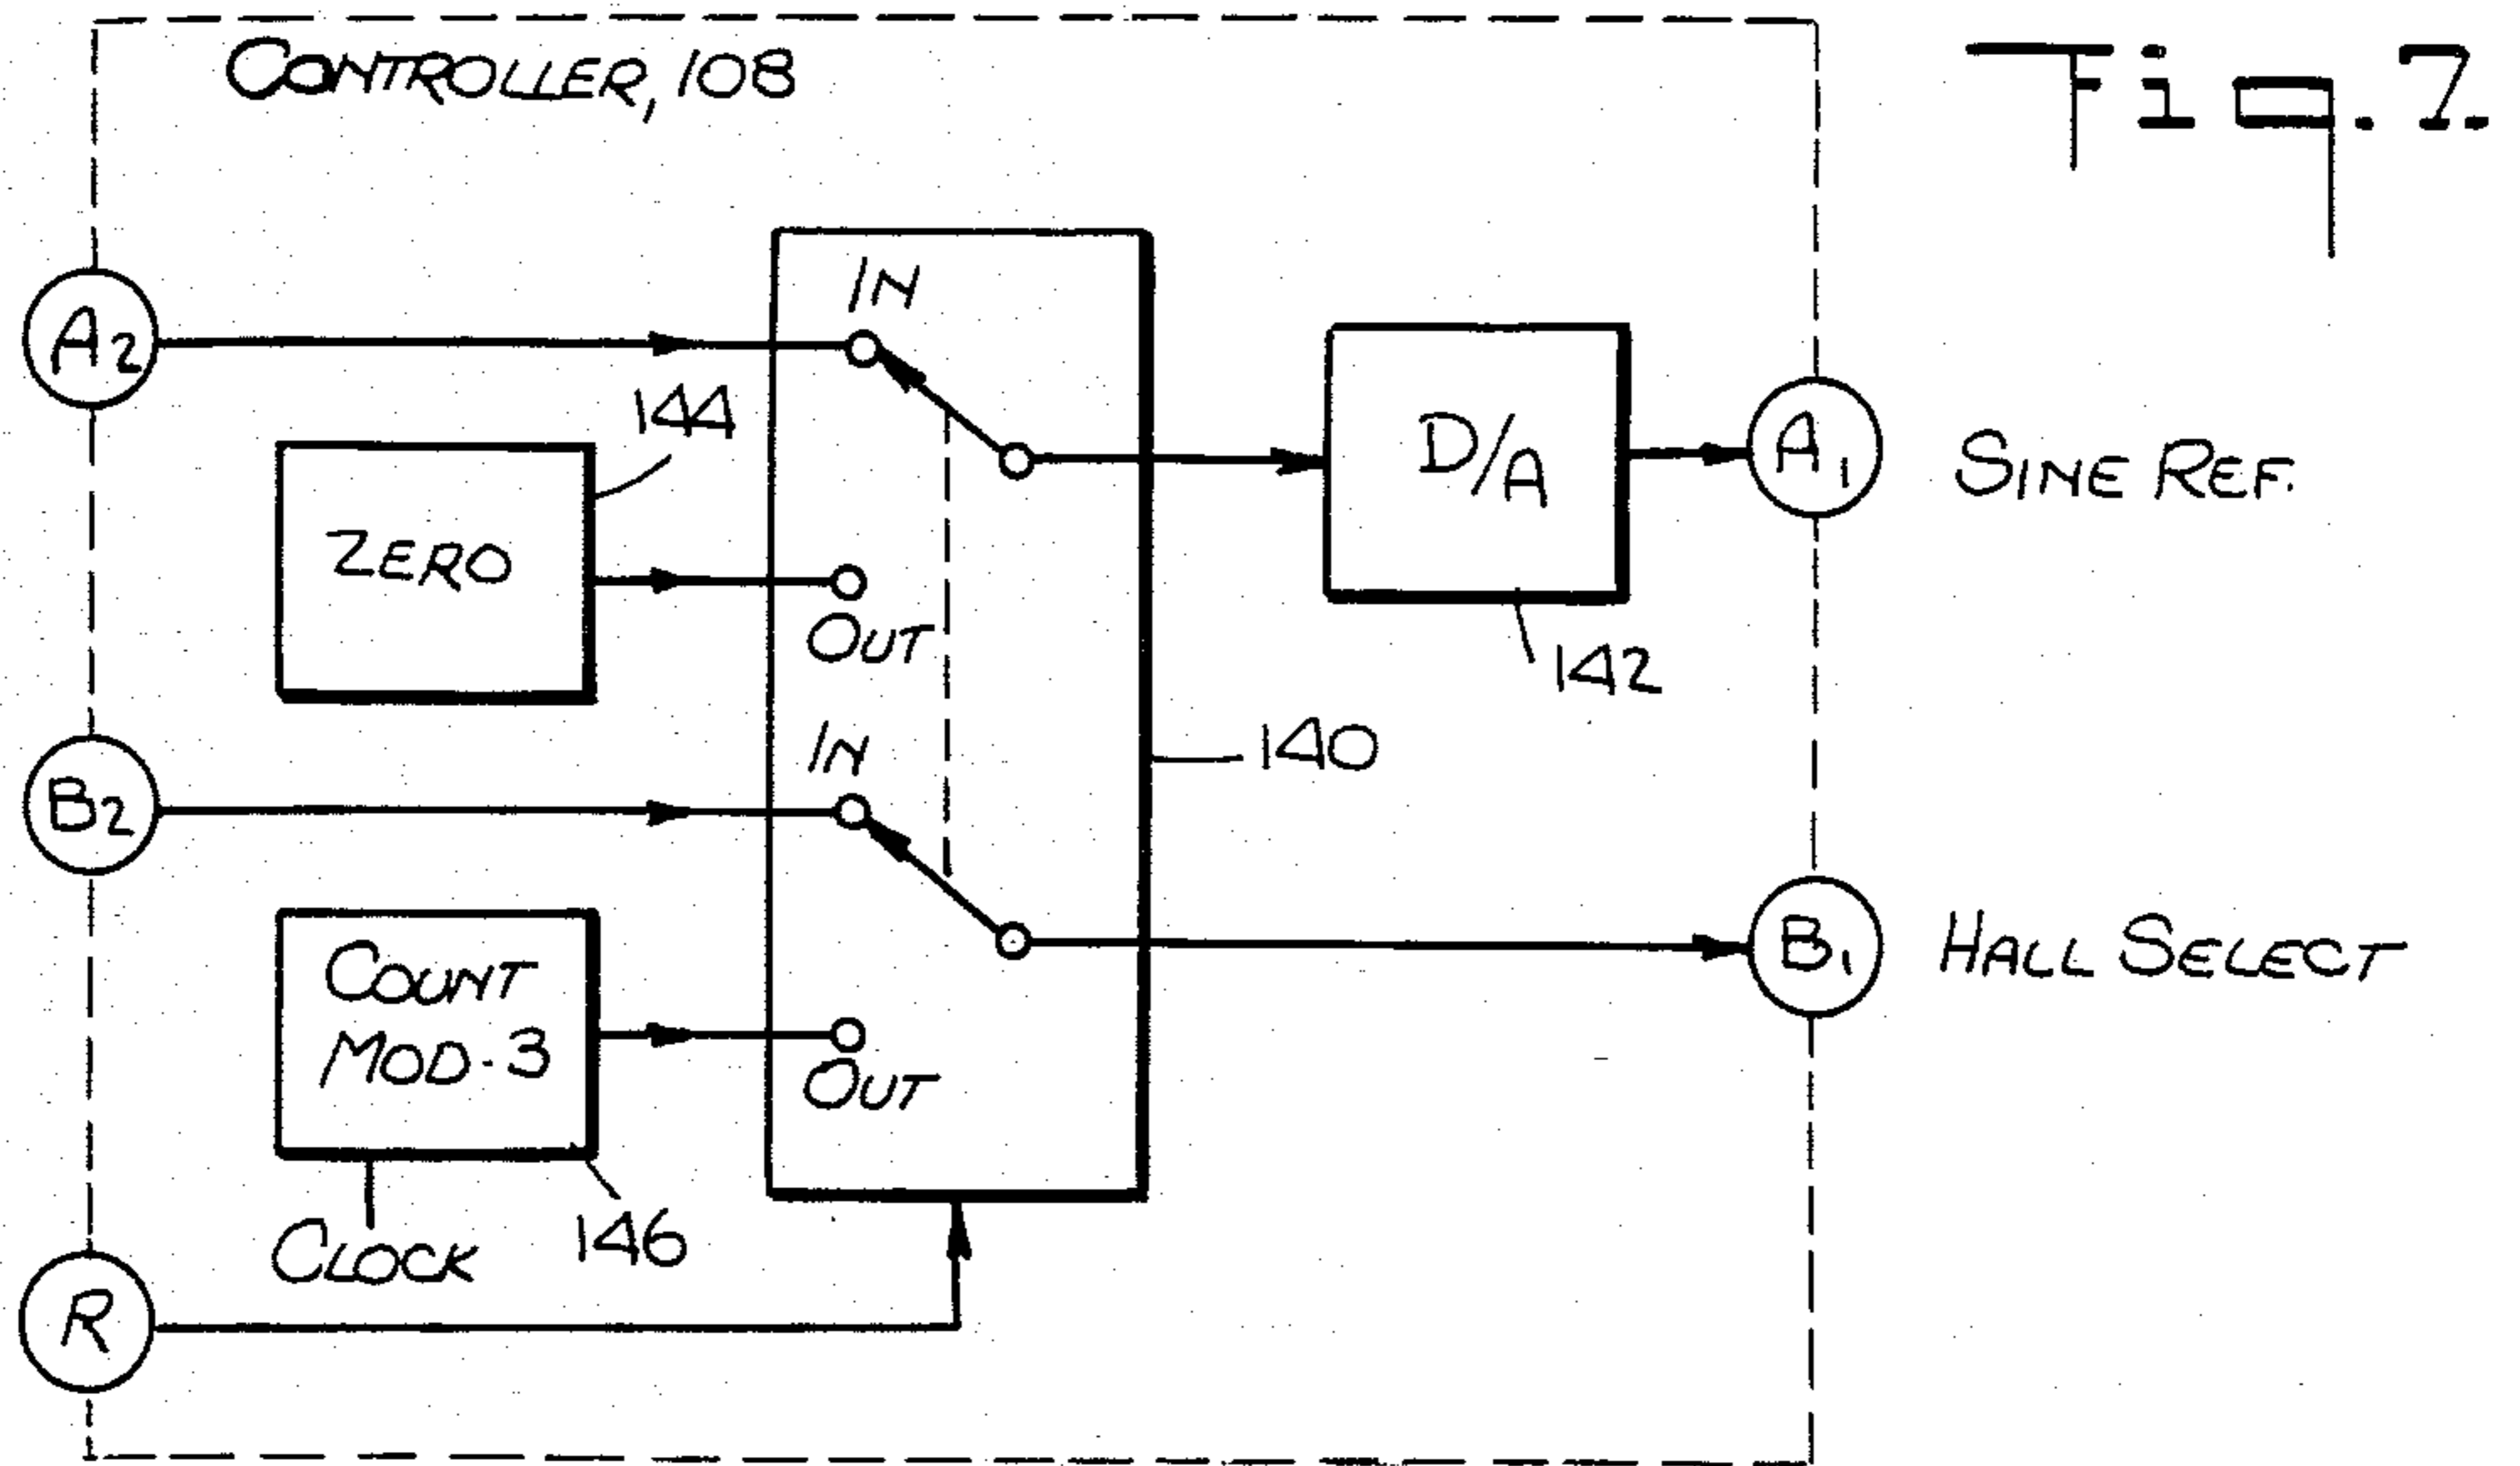 CONTROLLER, 108
Fig. 7.
IN
A2
144
D/A
A1
SINE REF.
ZERO
OUT
142
IN
140
B2
B1
HALL SELECT
COUNT
MOD-3
OUT
CLOCK
146
R